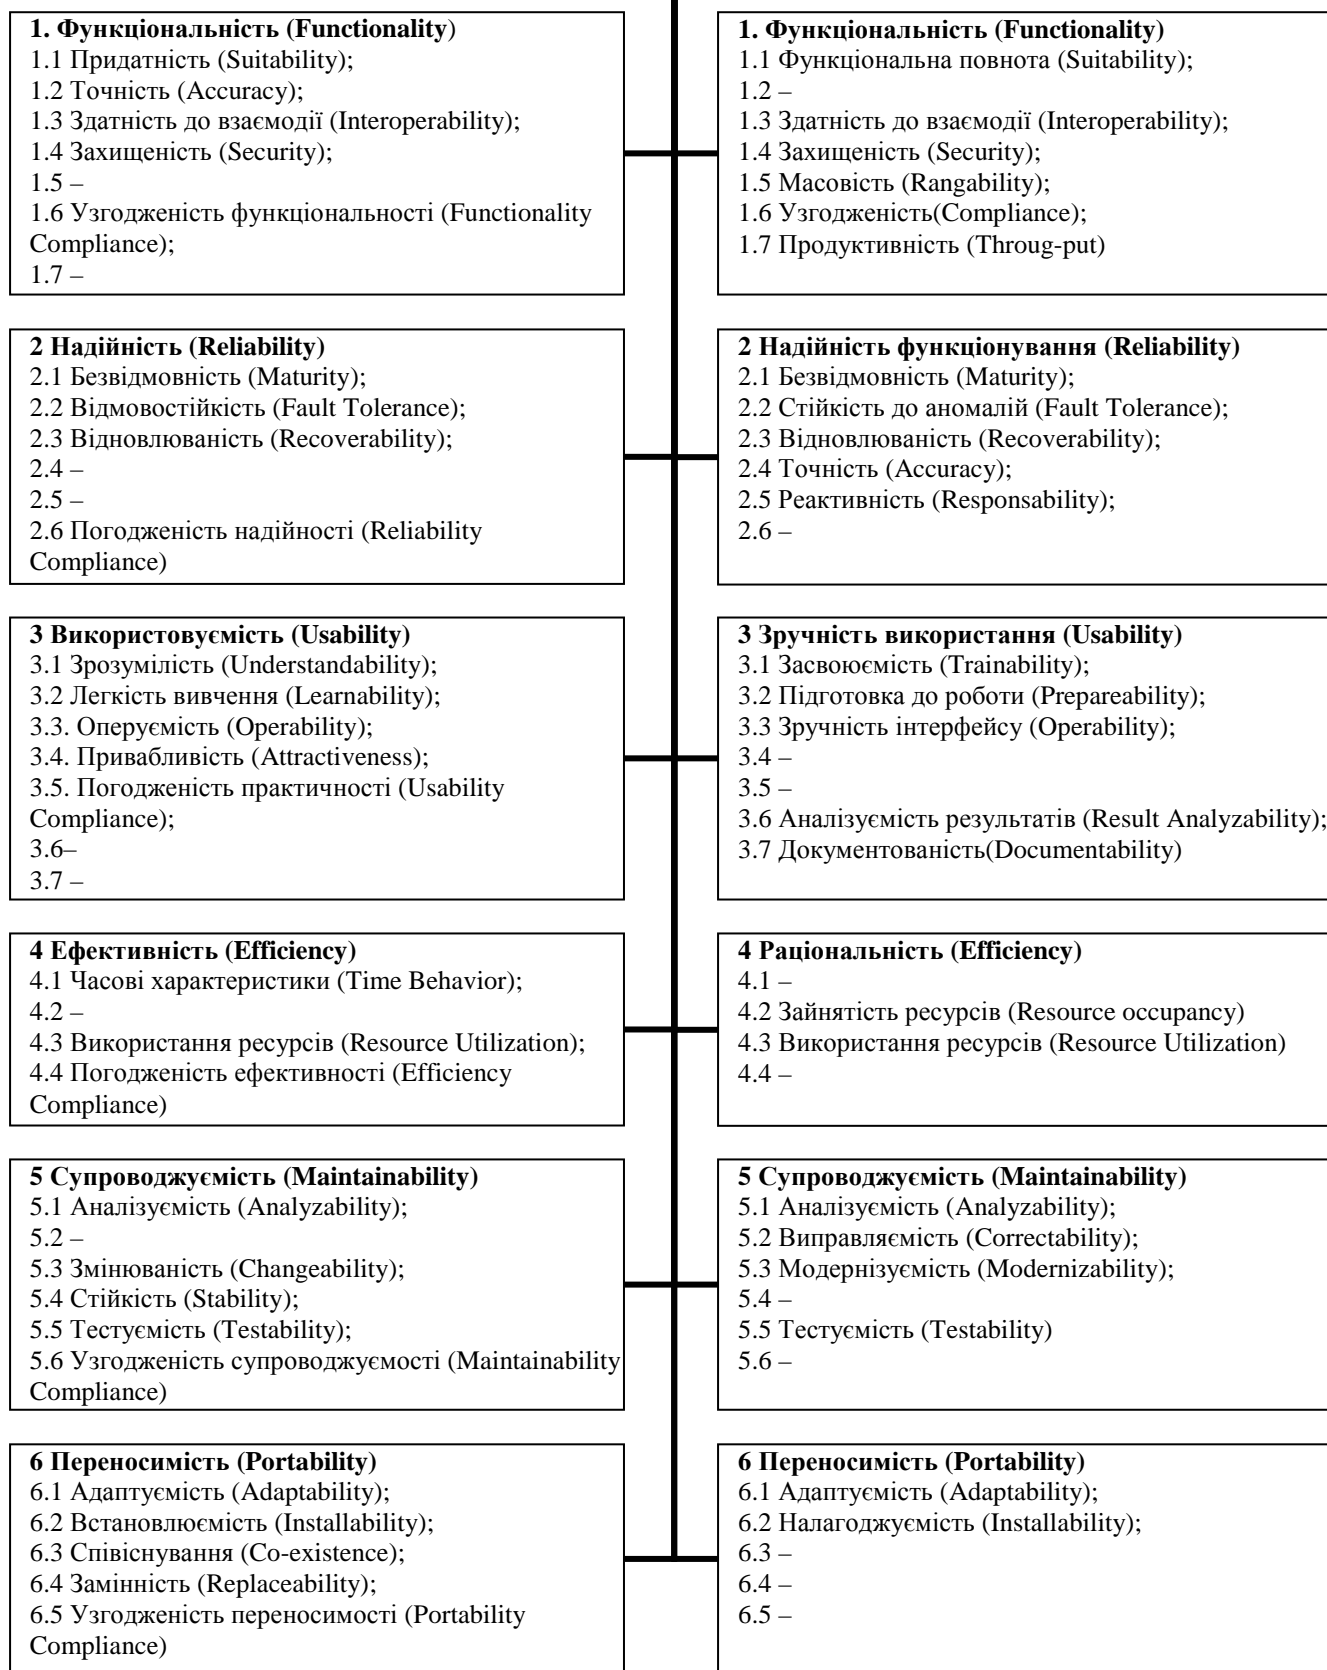 1. Функціональність (Functionality)
1.1 Придатність (Suitability);
1.2 Точність (Accuracy);
1.3 Здатність до взаємодії (Interoperability);
1.4 Захищеність (Security);
1.5 –
1.6 Узгодженість функціональності (Functionality
Compliance);
1.7 –
1. Функціональність (Functionality)
1.1 Функціональна повнота (Suitability);
1.2 –
1.3 Здатність до взаємодії (Interoperability);
1.4 Захищеність (Security);
1.5 Масовість (Rangability);
1.6 Узгодженість(Compliance);
1.7 Продуктивність (Throug-put)
2 Надійність (Reliability)
2.1 Безвідмовність (Maturity);
2.2 Відмовостійкість (Fault Tolerance);
2.3 Відновлюваність (Recoverability);
2.4 –
2.5 –
2.6 Погодженість надійності (Reliability
Compliance)
2 Надійність функціонування (Reliability)
2.1 Безвідмовність (Maturity);
2.2 Стійкість до аномалій (Fault Tolerance);
2.3 Відновлюваність (Recoverability);
2.4 Точність (Accuracy);
2.5 Реактивність (Responsability);
2.6 –
3 Використовуємість (Usability)
3.1 Зрозумілість (Understandability);
3.2 Легкість вивчення (Learnability);
3.3. Оперуємість (Operability);
3.4. Привабливість (Attractiveness);
3.5. Погодженість практичності (Usability
Compliance);
3.6–
3.7 –
3 Зручність використання (Usability)
3.1 Засвоюємість (Trainability);
3.2 Підготовка до роботи (Prepareability);
3.3 Зручність інтерфейсу (Operability);
3.4 –
3.5 –
3.6 Аналізуємість результатів (Result Analyzability);
3.7 Документованість(Documentability)
4 Ефективність (Efficiency)
4.1 Часові характеристики (Time Behavior);
4.2 –
4.3 Використання ресурсів (Resource Utilization);
4.4 Погодженість ефективності (Efficiency
Compliance)
4 Раціональність (Efficiency)
4.1 –
4.2 Зайнятість ресурсів (Resource occupancy)
4.3 Використання ресурсів (Resource Utilization)
4.4 –
5 Супроводжуємість (Maintainability)
5.1 Аналізуємість (Analyzability);
5.2 –
5.3 Змінюваність (Changeability);
5.4 Стійкість (Stability);
5.5 Тестуємість (Testability);
5.6 Узгодженість супроводжуємості (Maintainability
Compliance)
5 Супроводжуємість (Maintainability)
5.1 Аналізуємість (Analyzability);
5.2 Виправляємість (Correctability);
5.3 Модернізуємість (Modernizability);
5.4 –
5.5 Тестуємість (Testability)
5.6 –
6 Переносимість (Portability)
6.1 Адаптуємість (Adaptability);
6.2 Встановлюємість (Installability);
6.3 Співіснування (Co-existence);
6.4 Замінність (Replaceability);
6.5 Узгодженість переносимості (Portability
Compliance)
6 Переносимість (Portability)
6.1 Адаптуємість (Adaptability);
6.2 Налагоджуємість (Installability);
6.3 –
6.4 –
6.5 –